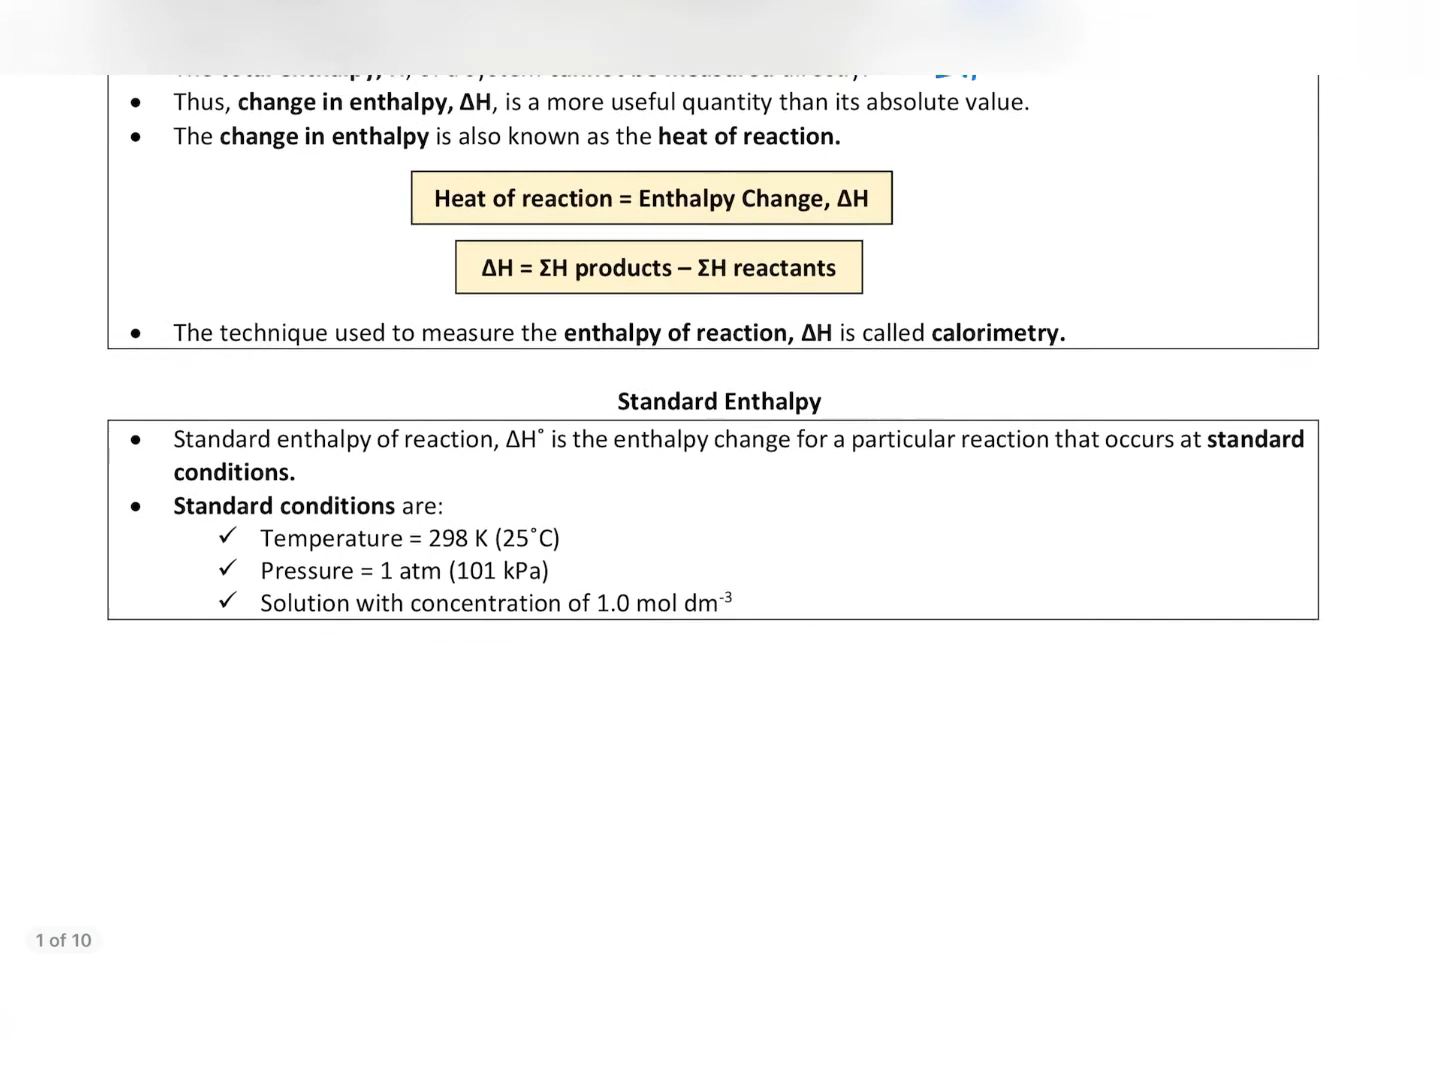 • Thus, change in enthalpy, ΔH, is a more useful quantity than its absolute value.
• The change in enthalpy is also known as the heat of reaction.
Heat of reaction = Enthalpy Change, ΔH
ΔH = ΣH products – ΣH reactants
• The technique used to measure the enthalpy of reaction, ΔH is called calorimetry.
Standard Enthalpy
• Standard enthalpy of reaction, ΔH˚ is the enthalpy change for a particular reaction that occurs at standard
conditions.
• Standard conditions are:
✓ Temperature = 298 K (25˚C)
✓ Pressure = 1 atm (101 kPa)
✓ Solution with concentration of 1.0 mol dm⁻³
1 of 10